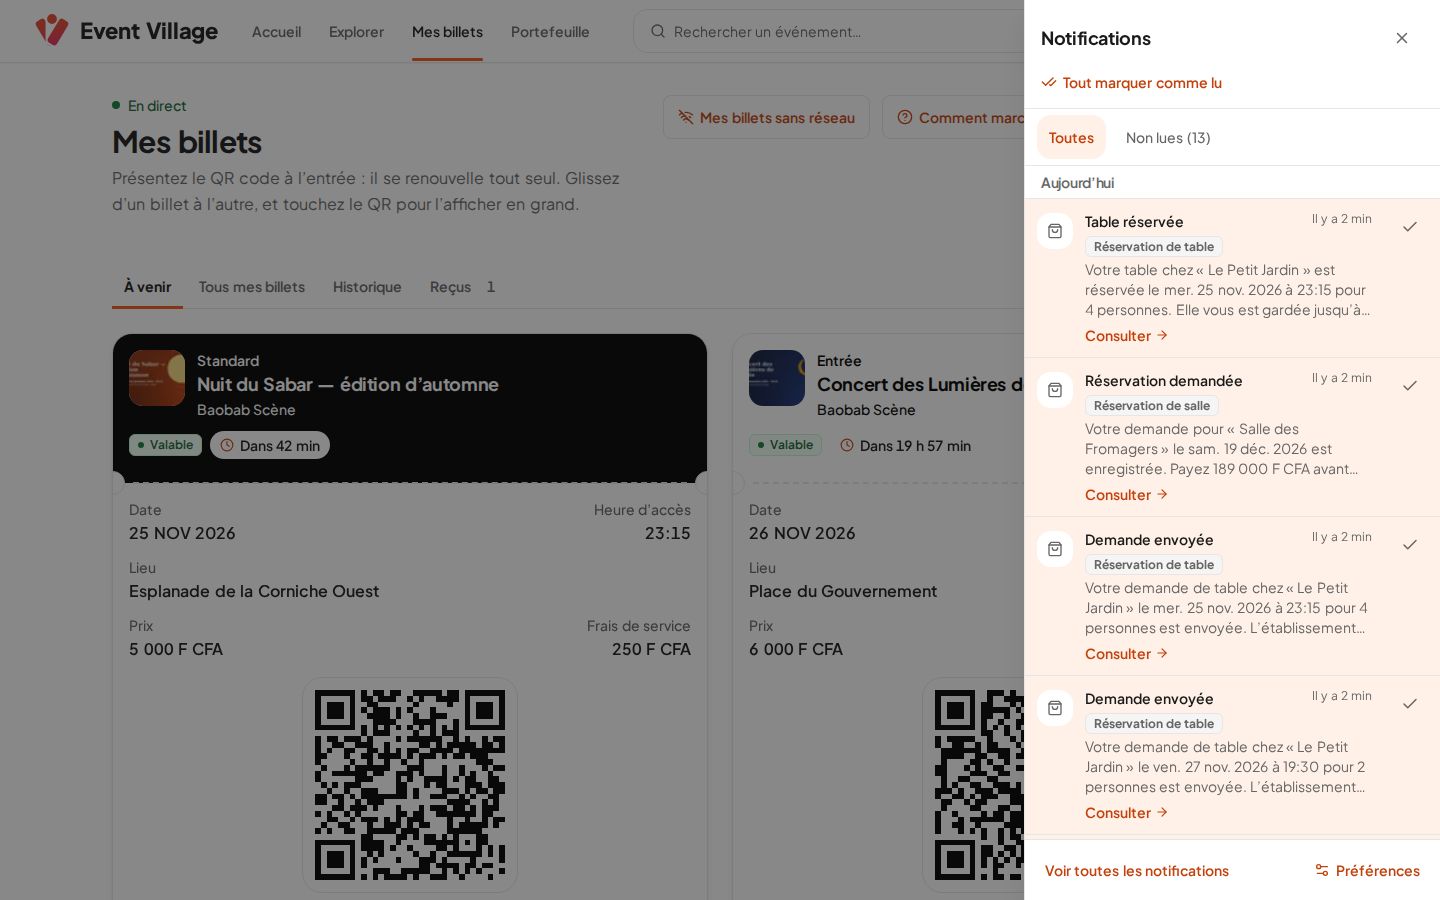 Event Village
Accueil
Explorer
Mes billets
Portefeuille
Rechercher un événement…
En direct
Mes billets
Présentez le QR code à l’entrée : il se renouvelle tout seul. Glissez
d’un billet à l’autre, et touchez le QR pour l’afficher en grand.
Mes billets sans réseau
Comment marc
À venir
Tous mes billets
Historique
Reçus 1
Standard
Nuit du Sabar — édition d’automne
Baobab Scène
Valable
Dans 42 min
Date
Heure d’accès
25 NOV 2026
23:15
Lieu
Esplanade de la Corniche Ouest
Prix
Frais de service
5 000 F CFA
250 F CFA
Entrée
Concert des Lumières d
Baobab Scène
Valable
Dans 19 h 57 min
Date
26 NOV 2026
Lieu
Place du Gouvernement
Prix
6 000 F CFA
Notifications
Tout marquer comme lu
Toutes
Non lues (13)
Aujourd’hui
Table réservée
Il y a 2 min
Réservation de table
Votre table chez « Le Petit Jardin » est
réservée le mer. 25 nov. 2026 à 23:15 pour
4 personnes. Elle vous est gardée jusqu’à…
Consulter
Réservation demandée
Il y a 2 min
Réservation de salle
Votre demande pour « Salle des
Fromagers » le sam. 19 déc. 2026 est
enregistrée. Payez 189 000 F CFA avant…
Consulter
Demande envoyée
Il y a 2 min
Réservation de table
Votre demande de table chez « Le Petit
Jardin » le mer. 25 nov. 2026 à 23:15 pour 4
personnes est envoyée. L’établissement…
Consulter
Demande envoyée
Il y a 2 min
Réservation de table
Votre demande de table chez « Le Petit
Jardin » le ven. 27 nov. 2026 à 19:30 pour 2
personnes est envoyée. L’établissement…
Consulter
Voir toutes les notifications
Préférences